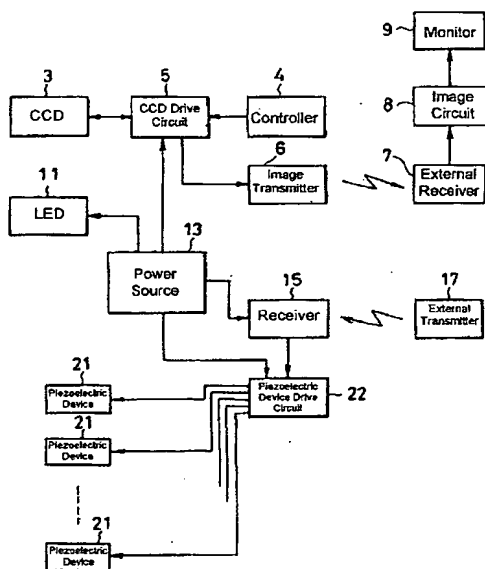 9
Monitor
3
CCD
5
CCD Drive
Circuit
4
Controller
8
Image
Circuit
6
Image
Transmitter
7
External
Receiver
11
LED
13
Power
Source
15
Receiver
17
External
Transmitter
21
Piezoelectric
Device
22
Piezoelectric
Device Drive
Circuit
21
Piezoelectric
Device
21
Piezoelectric
Device